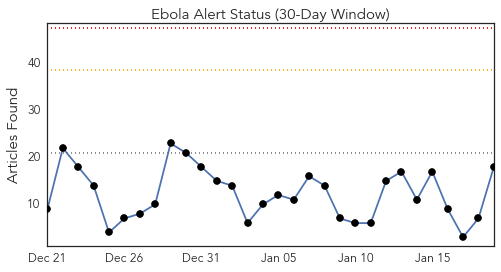 Ebola Alert Status (30-Day Window)
Articles Found
40
30
20
10
Dec 21 Dec 26 Dec 31 Jan 05 Jan 10 Jan 15